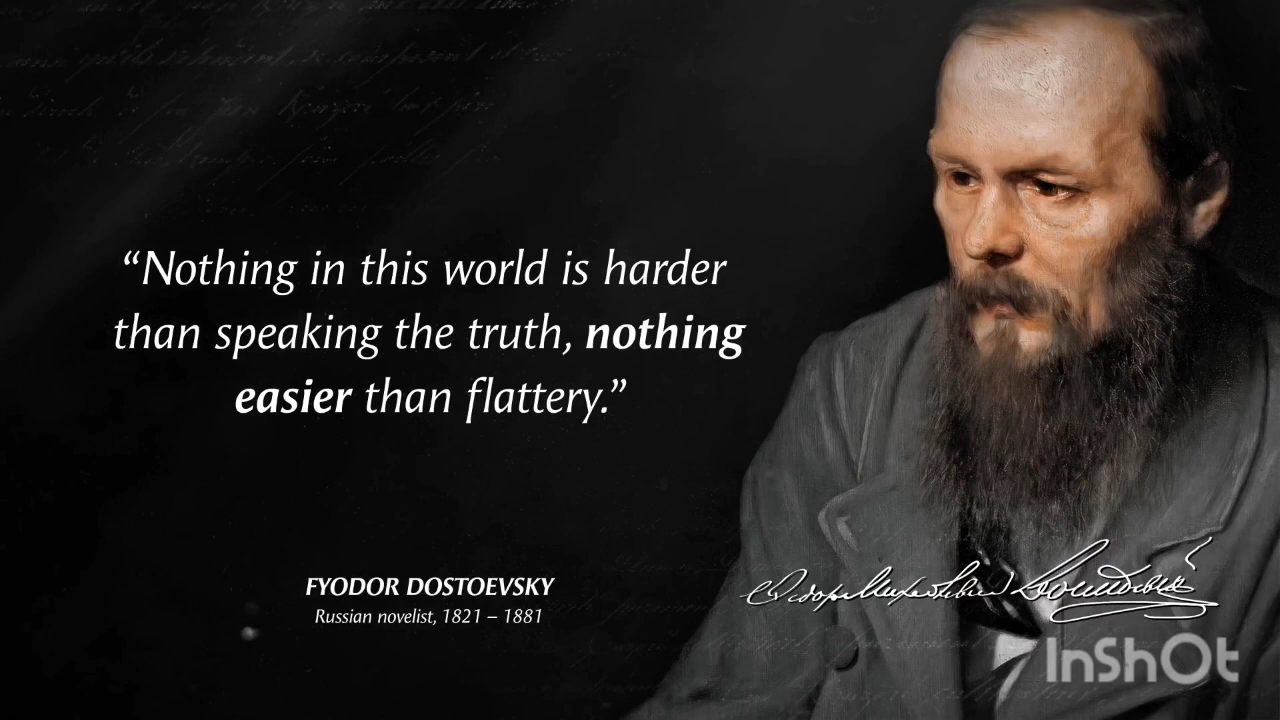 “Nothing in this world is harder
than speaking the truth, nothing
easier than flattery.”
FYODOR DOSTOEVSKY
Russian novelist, 1821 – 1881
InShOt